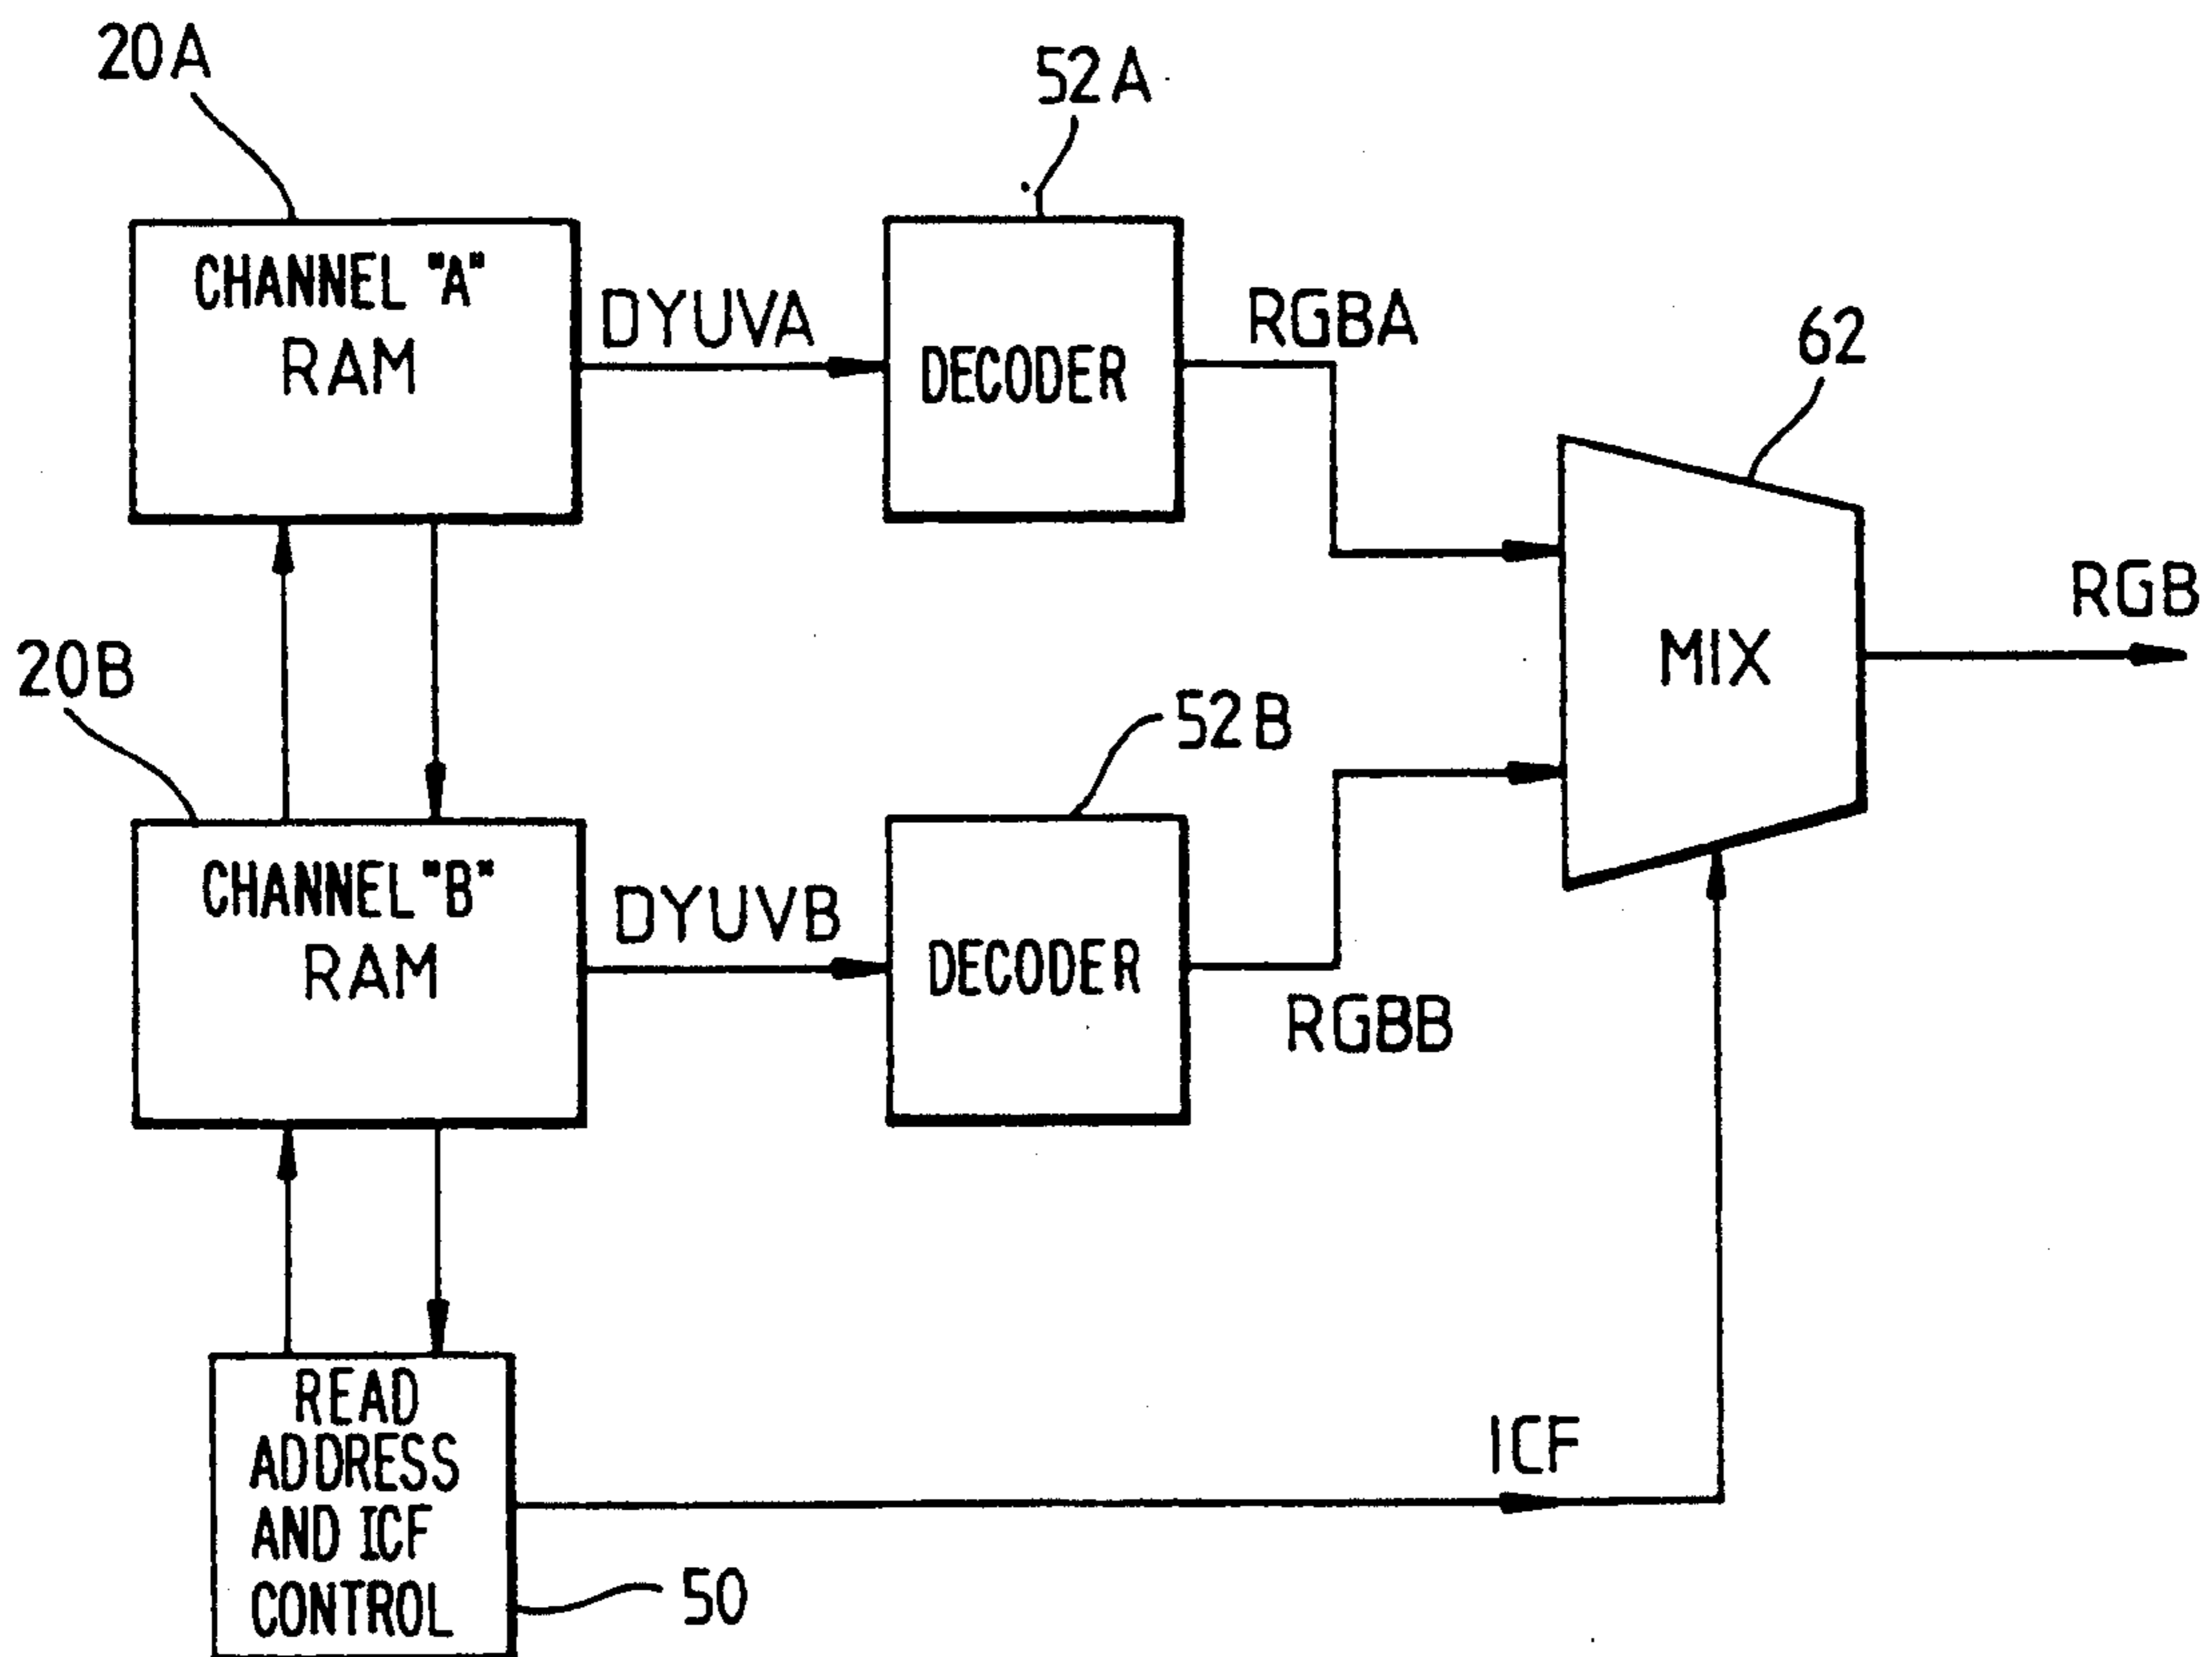 20A
52A
CHANNEL "A"
RAM
DYUVA
DECODER
RGBA
62
MIX
RGB
20B
52B
CHANNEL "B"
RAM
DYUVB
DECODER
RGBB
READ
ADDRESS
AND ICF
CONTROL
ICF
50